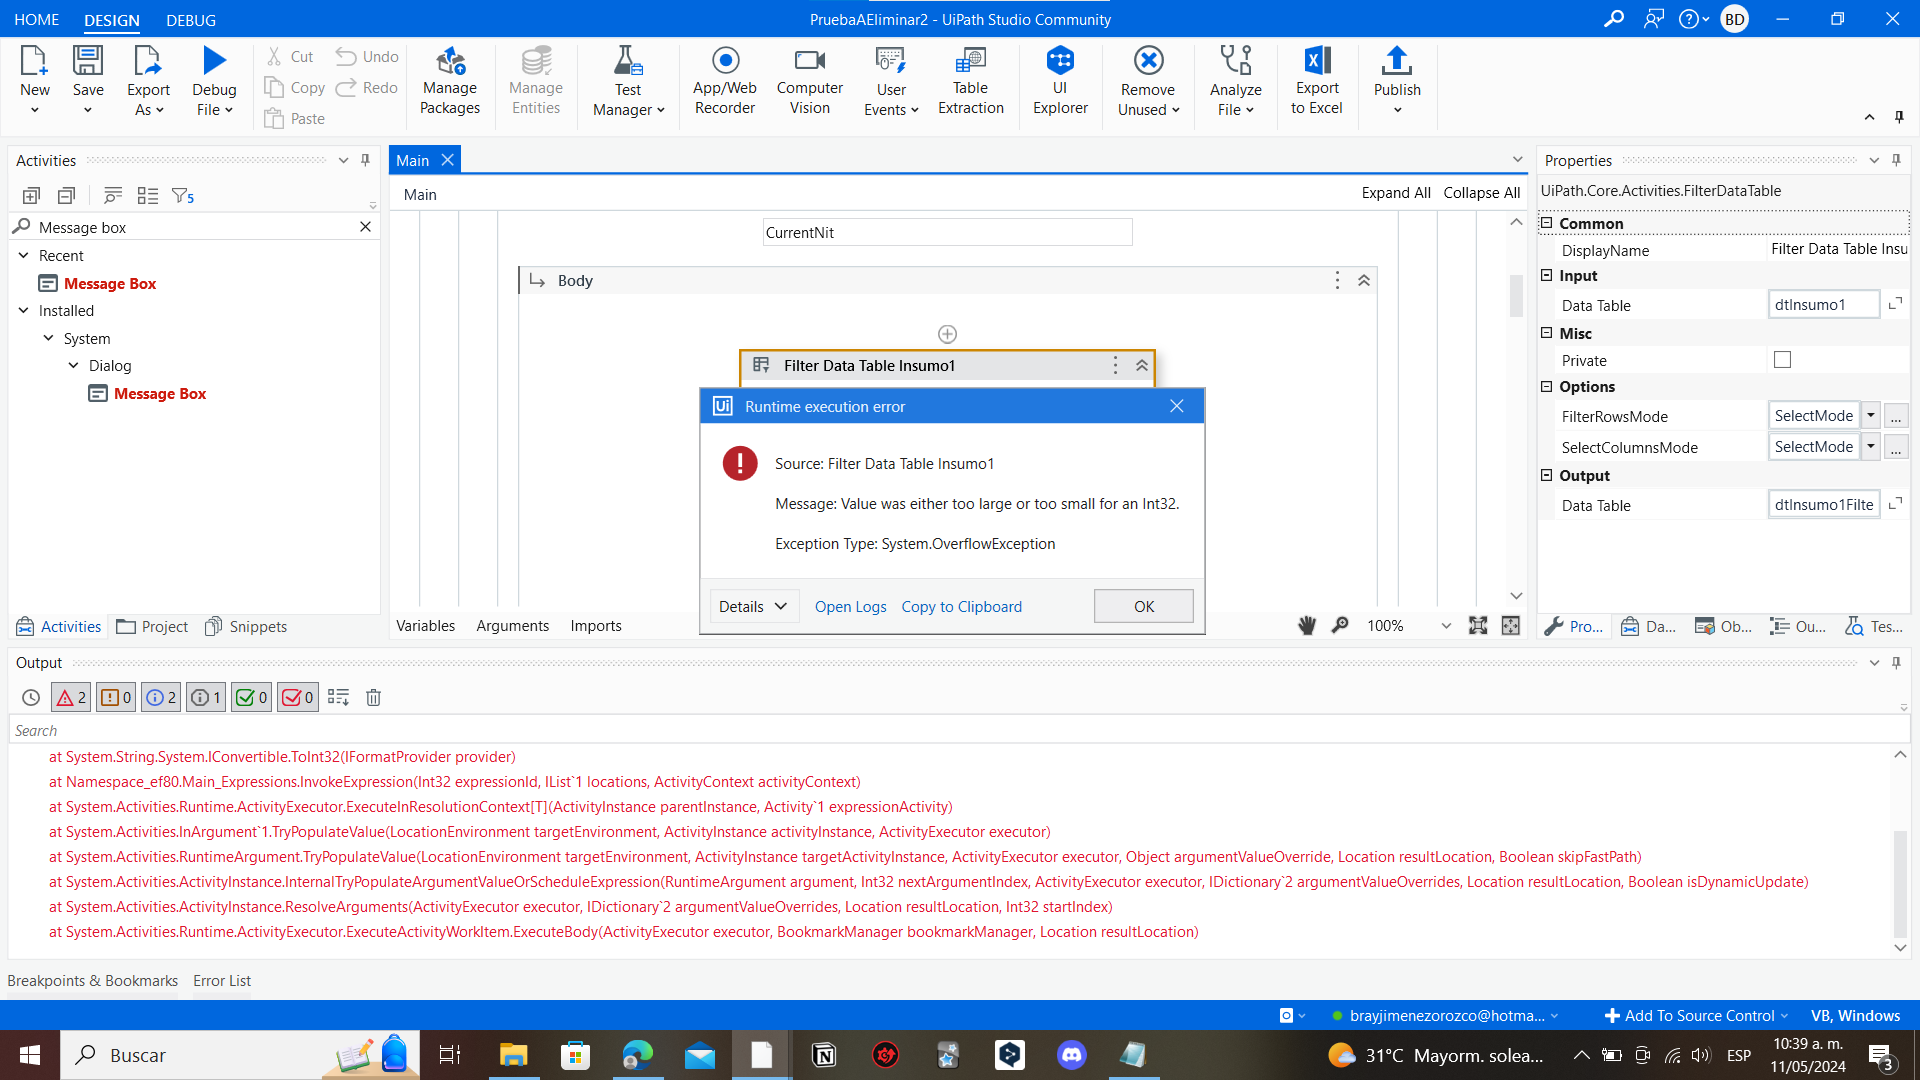 HOME DESIGN DEBUG
PruebaAEliminar2 - UiPath Studio Community
BD
New
Save
Export As
Debug File
Cut
Copy
Paste
Undo
Redo
Manage Packages
Manage Entities
Test Manager
App/Web Recorder
Computer Vision
User Events
Table Extraction
UI Explorer
Remove Unused
Analyze File
Export to Excel
Publish
Activities
5
Message box
Recent
Message Box
Installed
System
Dialog
Message Box
Activities Project Snippets
Main
Main
Expand All Collapse All
CurrentNit
Body
Filter Data Table Insumo1
Ui Runtime execution error
Source: Filter Data Table Insumo1
Message: Value was either too large or too small for an Int32.
Exception Type: System.OverflowException
Details Open Logs Copy to Clipboard OK
Variables Arguments Imports
100%
Properties
UiPath.Core.Activities.FilterDataTable
Common
DisplayName Filter Data Table Insu
Input
Data Table dtInsumo1
Misc
Private
Options
FilterRowsMode SelectMode ...
SelectColumnsMode SelectMode ...
Output
Data Table dtInsumo1Filte
Pro... Da... Ob... Ou... Tes...
Output
2 0 2 1 0 0
Search
at System.String.System.IConvertible.ToInt32(IFormatProvider provider)
at Namespace_ef80.Main_Expressions.InvokeExpression(Int32 expressionId, IList`1 locations, ActivityContext activityContext)
at System.Activities.Runtime.ActivityExecutor.ExecuteInResolutionContext[T](ActivityInstance parentInstance, Activity`1 expressionActivity)
at System.Activities.InArgument`1.TryPopulateValue(LocationEnvironment targetEnvironment, ActivityInstance activityInstance, ActivityExecutor executor)
at System.Activities.RuntimeArgument.TryPopulateValue(LocationEnvironment targetEnvironment, ActivityInstance targetActivityInstance, ActivityExecutor executor, Object argumentValueOverride, Location resultLocation, Boolean skipFastPath)
at System.Activities.ActivityInstance.InternalTryPopulateArgumentValueOrScheduleExpression(RuntimeArgument argument, Int32 nextArgumentIndex, ActivityExecutor executor, IDictionary`2 argumentValueOverrides, Location resultLocation, Boolean isDynamicUpdate)
at System.Activities.ActivityInstance.ResolveArguments(ActivityExecutor executor, IDictionary`2 argumentValueOverrides, Location resultLocation, Int32 startIndex)
at System.Activities.Runtime.ActivityExecutor.ExecuteActivityWorkItem.ExecuteBody(ActivityExecutor executor, BookmarkManager bookmarkManager, Location resultLocation)
Breakpoints & Bookmarks Error List
brayjimenezorozco@hotma... Add To Source Control VB, Windows
Buscar
31°C Mayorm. solea...
ESP
10:39 a. m.
11/05/2024
3